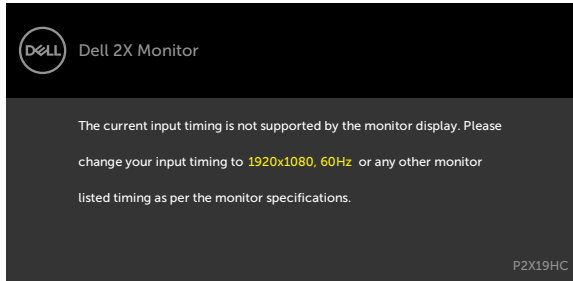 DELL
Dell 2X Monitor
The current input timing is not supported by the monitor display. Please
change your input timing to 1920x1080, 60Hz or any other monitor
listed timing as per the monitor specifications.
P2X19HC